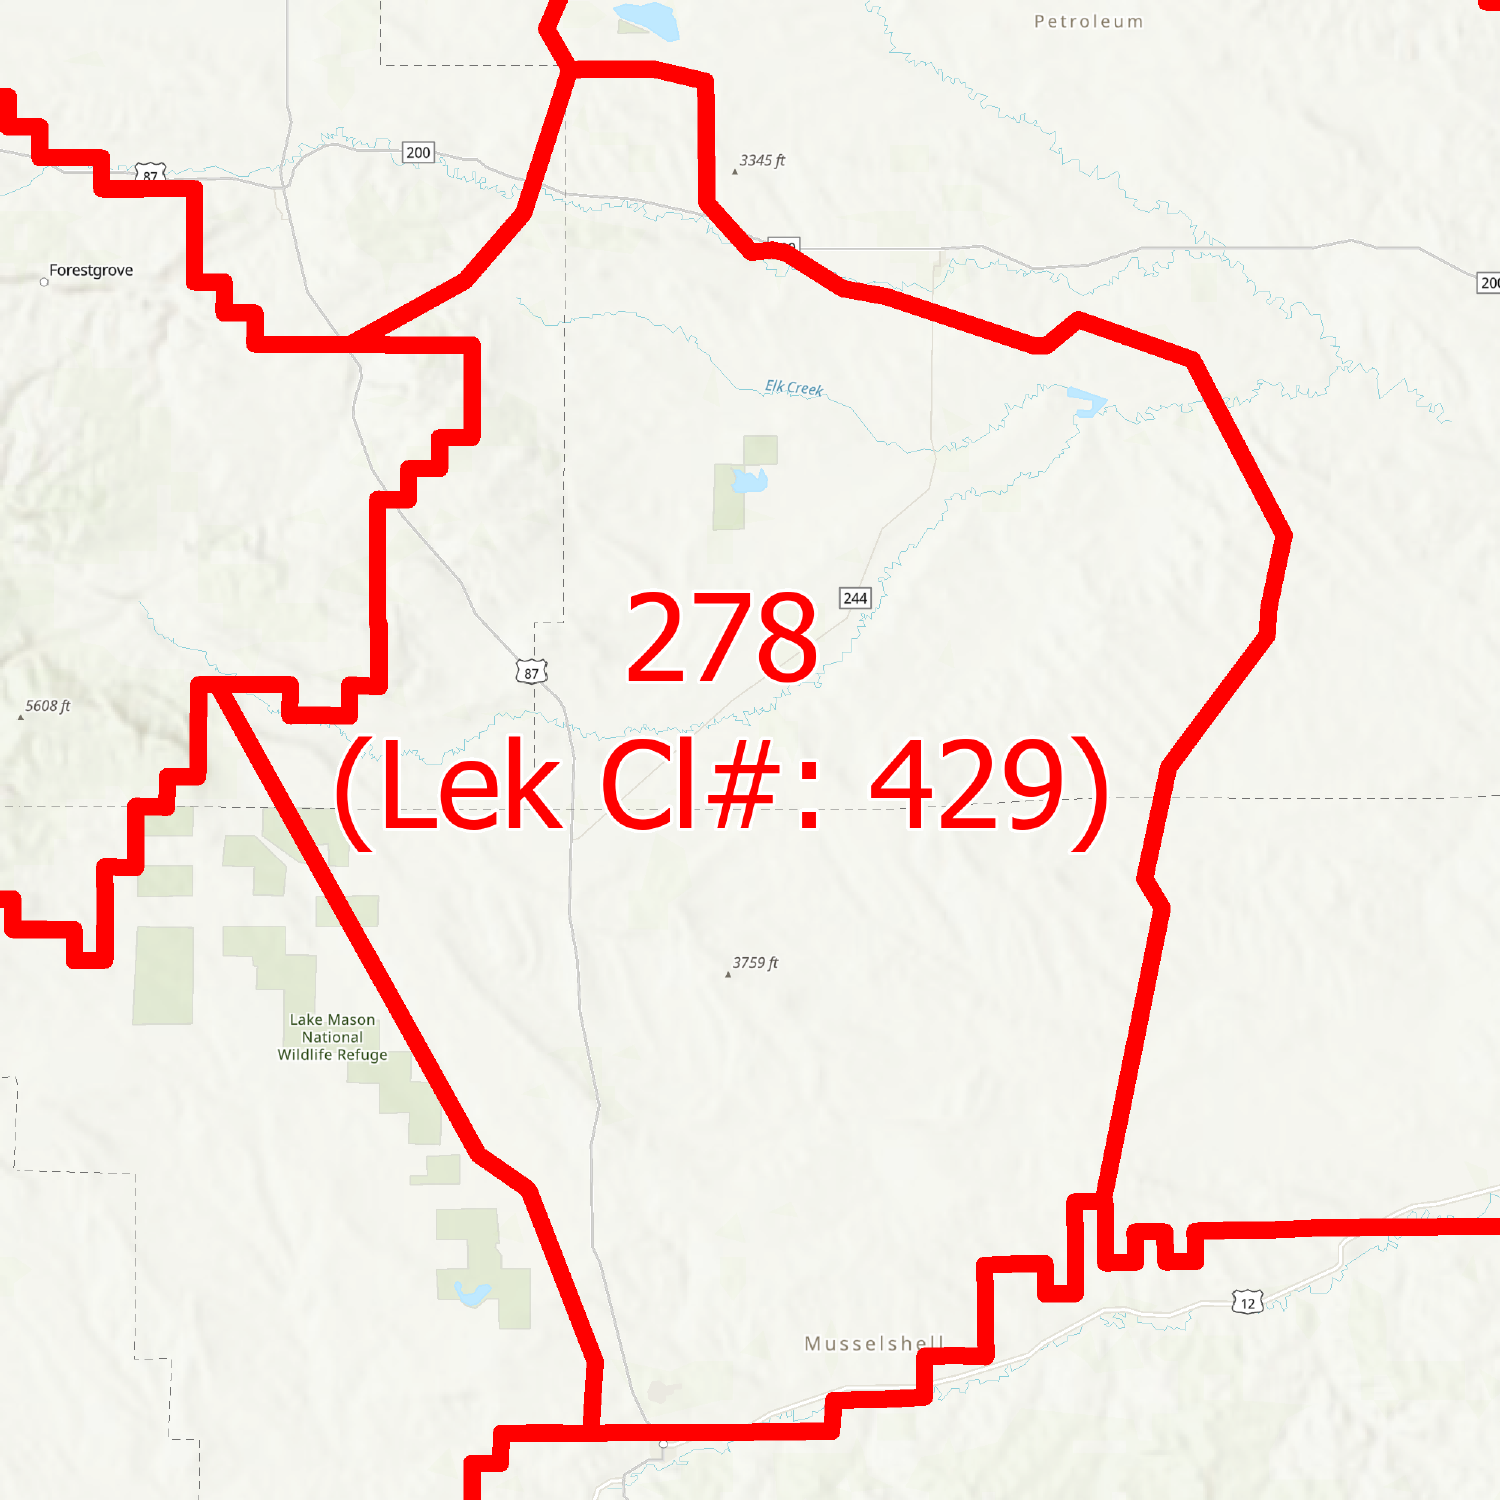 Petroleum
200
3345 ft
87
Forestgrove
200
Elk Creek
278
244
87
5608 ft
(Lek Cl#: 429)
3759 ft
Lake Mason
National
Wildlife Refuge
12
Musselshell